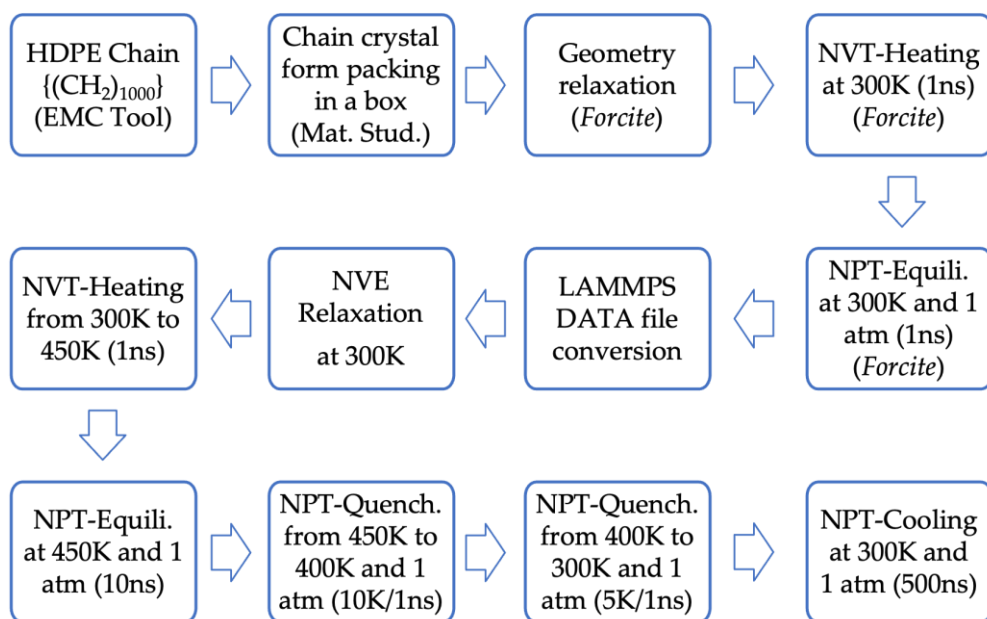 HDPE Chain
{(CH₂)₁₀₀₀}
(EMC Tool)
Chain crystal
form packing
in a box
(Mat. Stud.)
Geometry
relaxation
(Forcite)
NVT-Heating
at 300K (1ns)
(Forcite)
NPT-Equili.
at 300K and 1
atm (1ns)
(Forcite)
LAMMPS
DATA file
conversion
NVE
Relaxation
at 300K
NVT-Heating
from 300K to
450K (1ns)
NPT-Equili.
at 450K and 1
atm (10ns)
NPT-Quench.
from 450K to
400K and 1
atm (10K/1ns)
NPT-Quench.
from 400K to
300K and 1
atm (5K/1ns)
NPT-Cooling
at 300K and
1 atm (500ns)